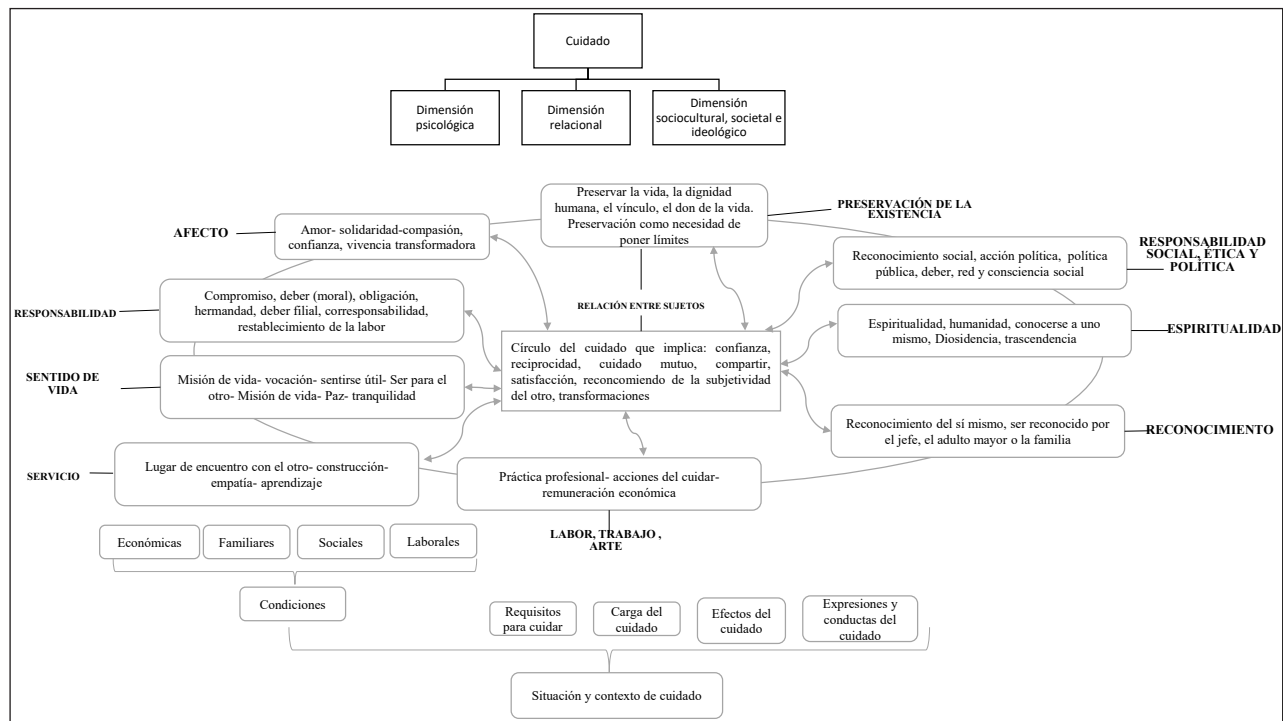 Cuidado
Dimensión
psicológica
Dimensión
relacional
Dimensión
sociocultural, societal e
ideológico
Preservar la vida, la dignidad
humana, el vínculo, el don de la vida.
Preservación como necesidad de
poner límites
PRESERVACIÓN DE LA
EXISTENCIA
AFECTO
Amor- solidaridad-compasión,
confianza, vivencia transformadora
Reconocimiento social, acción política, política
pública, deber, red y consciencia social
RESPONSABILIDAD
SOCIAL, ÉTICA Y
POLÍTICA
RESPONSABILIDAD
Compromiso, deber (moral), obligación,
hermandad, deber filial, corresponsabilidad,
restablecimiento de la labor
RELACIÓN ENTRE SUJETOS
Espiritualidad, humanidad, conocerse a uno
mismo, Diosidencia, trascendencia
ESPIRITUALIDAD
Círculo del cuidado que implica: confianza,
reciprocidad, cuidado mutuo, compartir,
satisfacción, reconcomiendo de la subjetividad
del otro, transformaciones
SENTIDO DE
VIDA
Misión de vida- vocación- sentirse útil- Ser para el
otro- Misión de vida- Paz- tranquilidad
Reconocimiento del sí mismo, ser reconocido por
el jefe, el adulto mayor o la familia
RECONOCIMIENTO
SERVICIO
Lugar de encuentro con el otro- construcción-
empatía- aprendizaje
Práctica profesional- acciones del cuidar-
remuneración económica
LABOR, TRABAJO ,
ARTE
Económicas
Familiares
Sociales
Laborales
Condiciones
Requisitos
para cuidar
Carga del
cuidado
Efectos del
cuidado
Expresiones y
conductas del
cuidado
Situación y contexto de cuidado